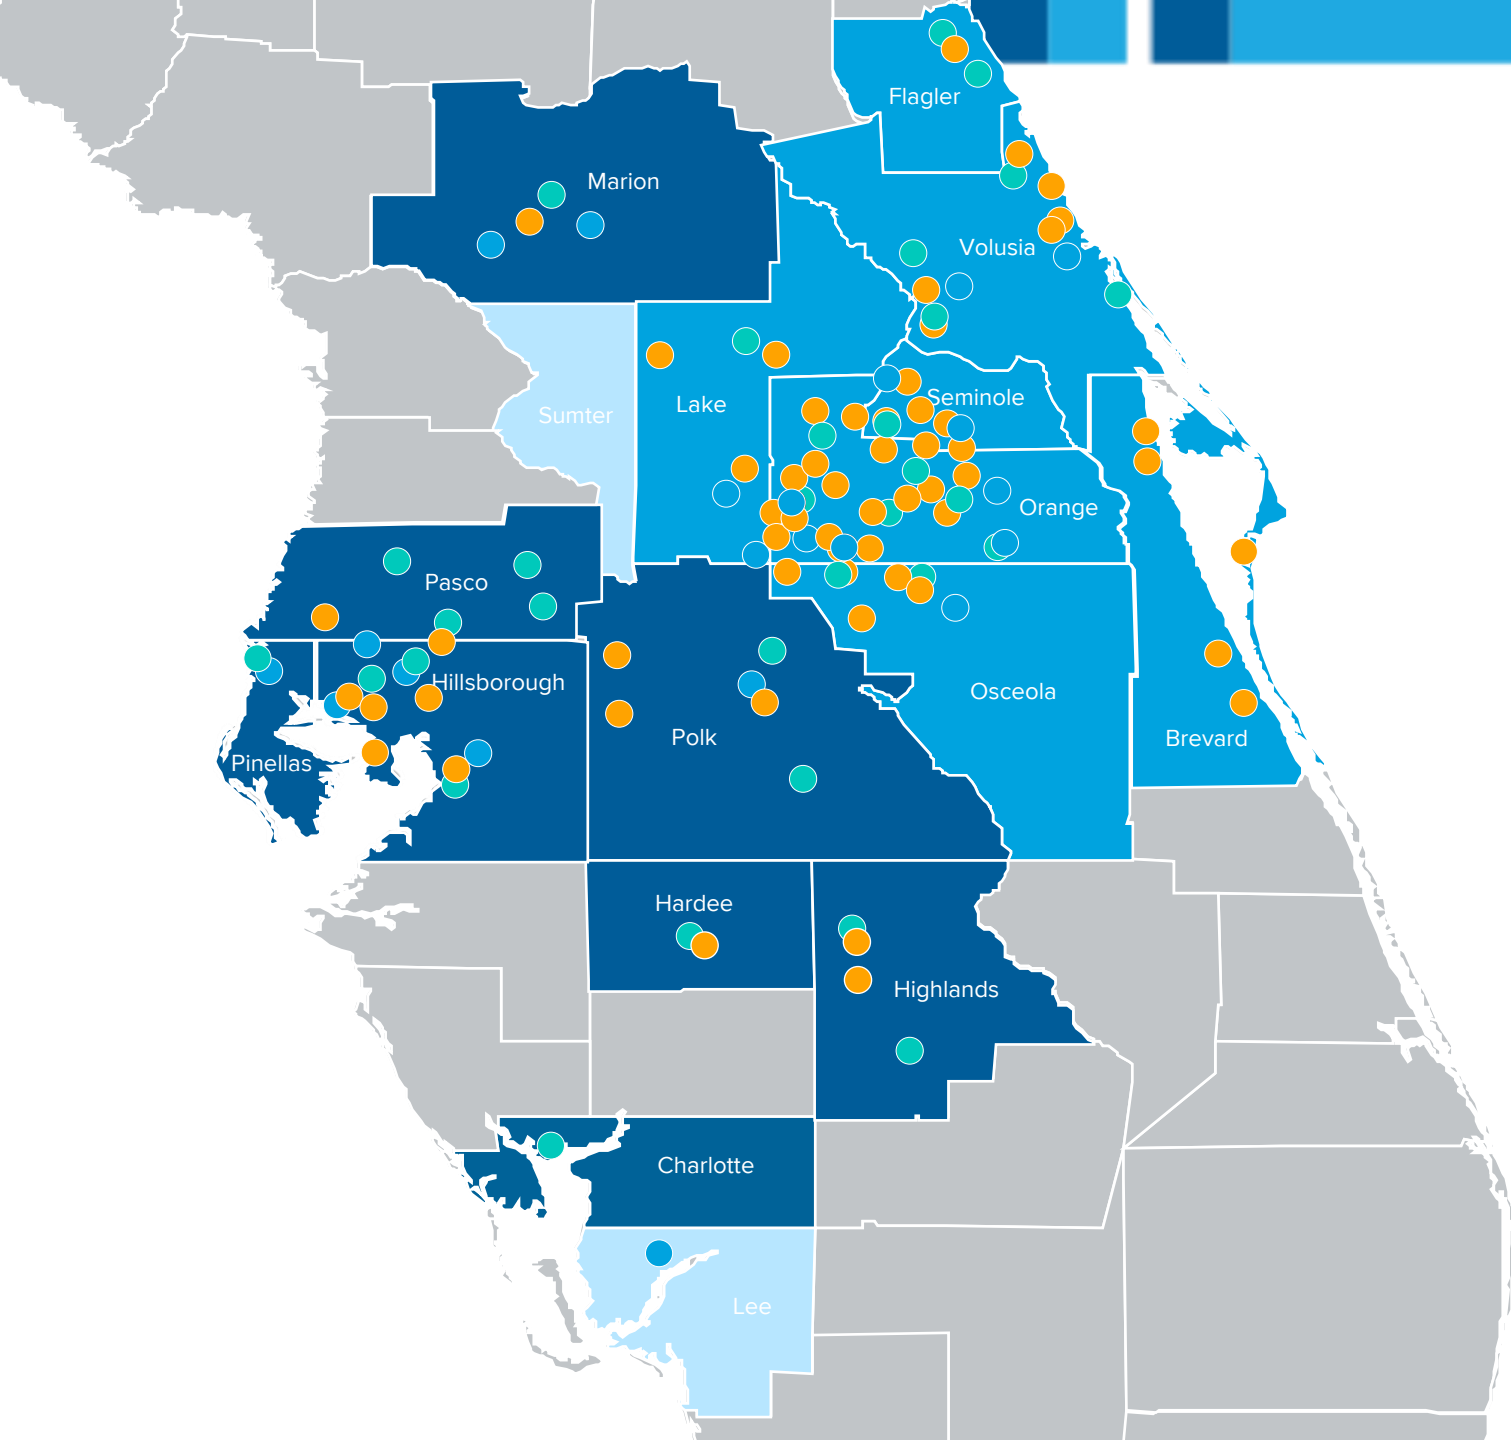 Flagler
Marion
Volusia
Seminole
Lake
Sumter
Orange
Pasco
Hillsborough
Osceola
Polk
Brevard
Pinellas
Hardee
Highlands
Charlotte
Lee